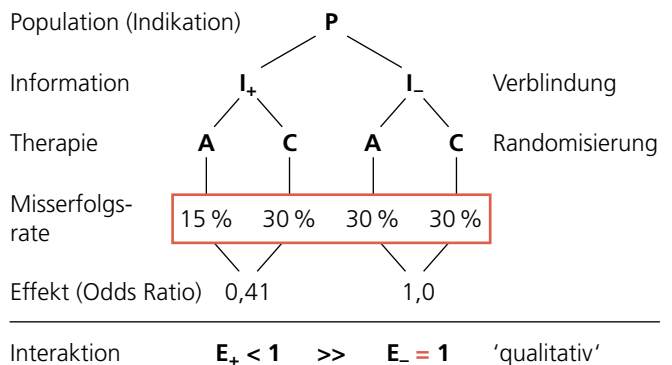 Population (Indikation) P
Information I+ I– Verblindung
Therapie A C A C Randomisierung
Misserfolgs-
rate 15 % 30 % 30 % 30 %
Effekt (Odds Ratio) 0,41 1,0
Interaktion E+ < 1 >> E– = 1 'qualitativ'